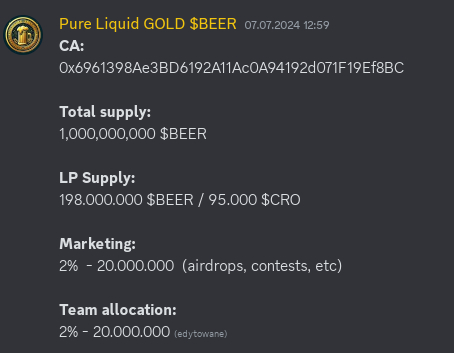 Pure Liquid GOLD $BEER 07.07.2024 12:59
CA:
0x6961398Ae3BD6192A11Ac0A94192d071F19Ef8BC
Total supply:
1,000,000,000 $BEER
LP Supply:
198.000.000 $BEER / 95.000 $CRO
Marketing:
2% - 20.000.000 (airdrops, contests, etc)
Team allocation:
2% - 20.000.000 (edytowane)